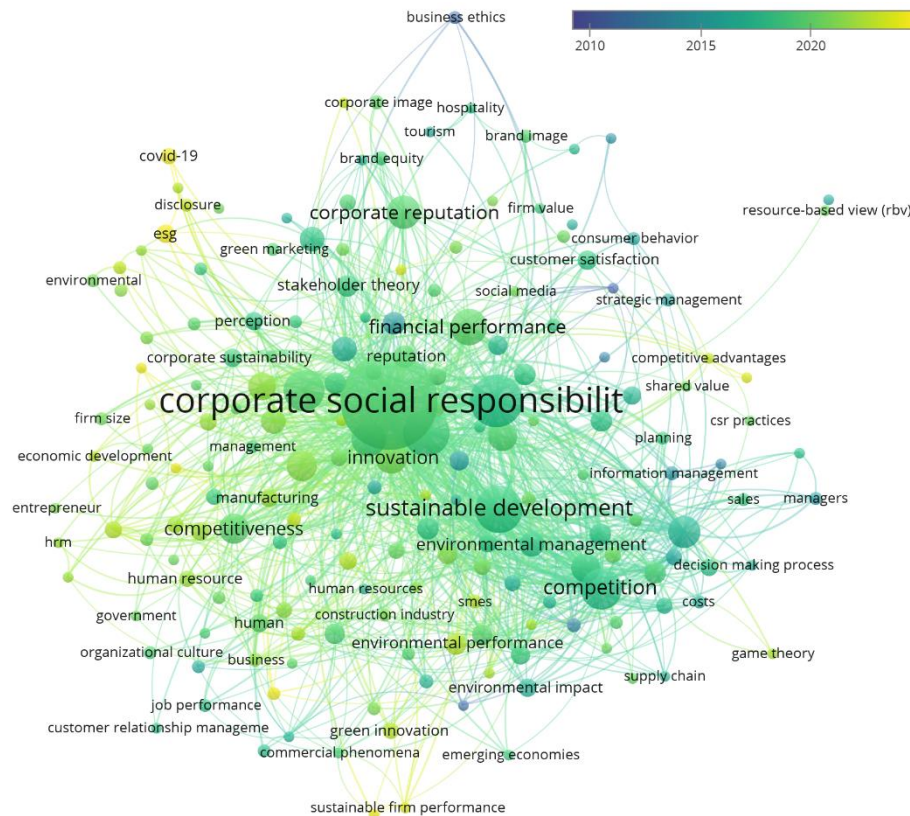 business ethics
2010
2015
2020
corporate image
hospitality
tourism
brand image
covid-19
brand equity
disclosure
corporate reputation
firm value
resource-based view (rbv)
esg
green marketing
consumer behavior
customer satisfaction
environmental
stakeholder theory
social media
strategic management
perception
financial performance
corporate sustainability
reputation
competitive advantages
shared value
corporate social responsibilit
firm size
csr practices
management
planning
economic development
innovation
information management
entrepreneur
manufacturing
sustainable development
sales
managers
competitiveness
hrm
environmental management
decision making process
human resource
human resources
competition
smes
costs
government
human
construction industry
organizational culture
business
environmental performance
game theory
supply chain
job performance
environmental impact
customer relationship manageme
green innovation
commercial phenomena
emerging economies
sustainable firm performance